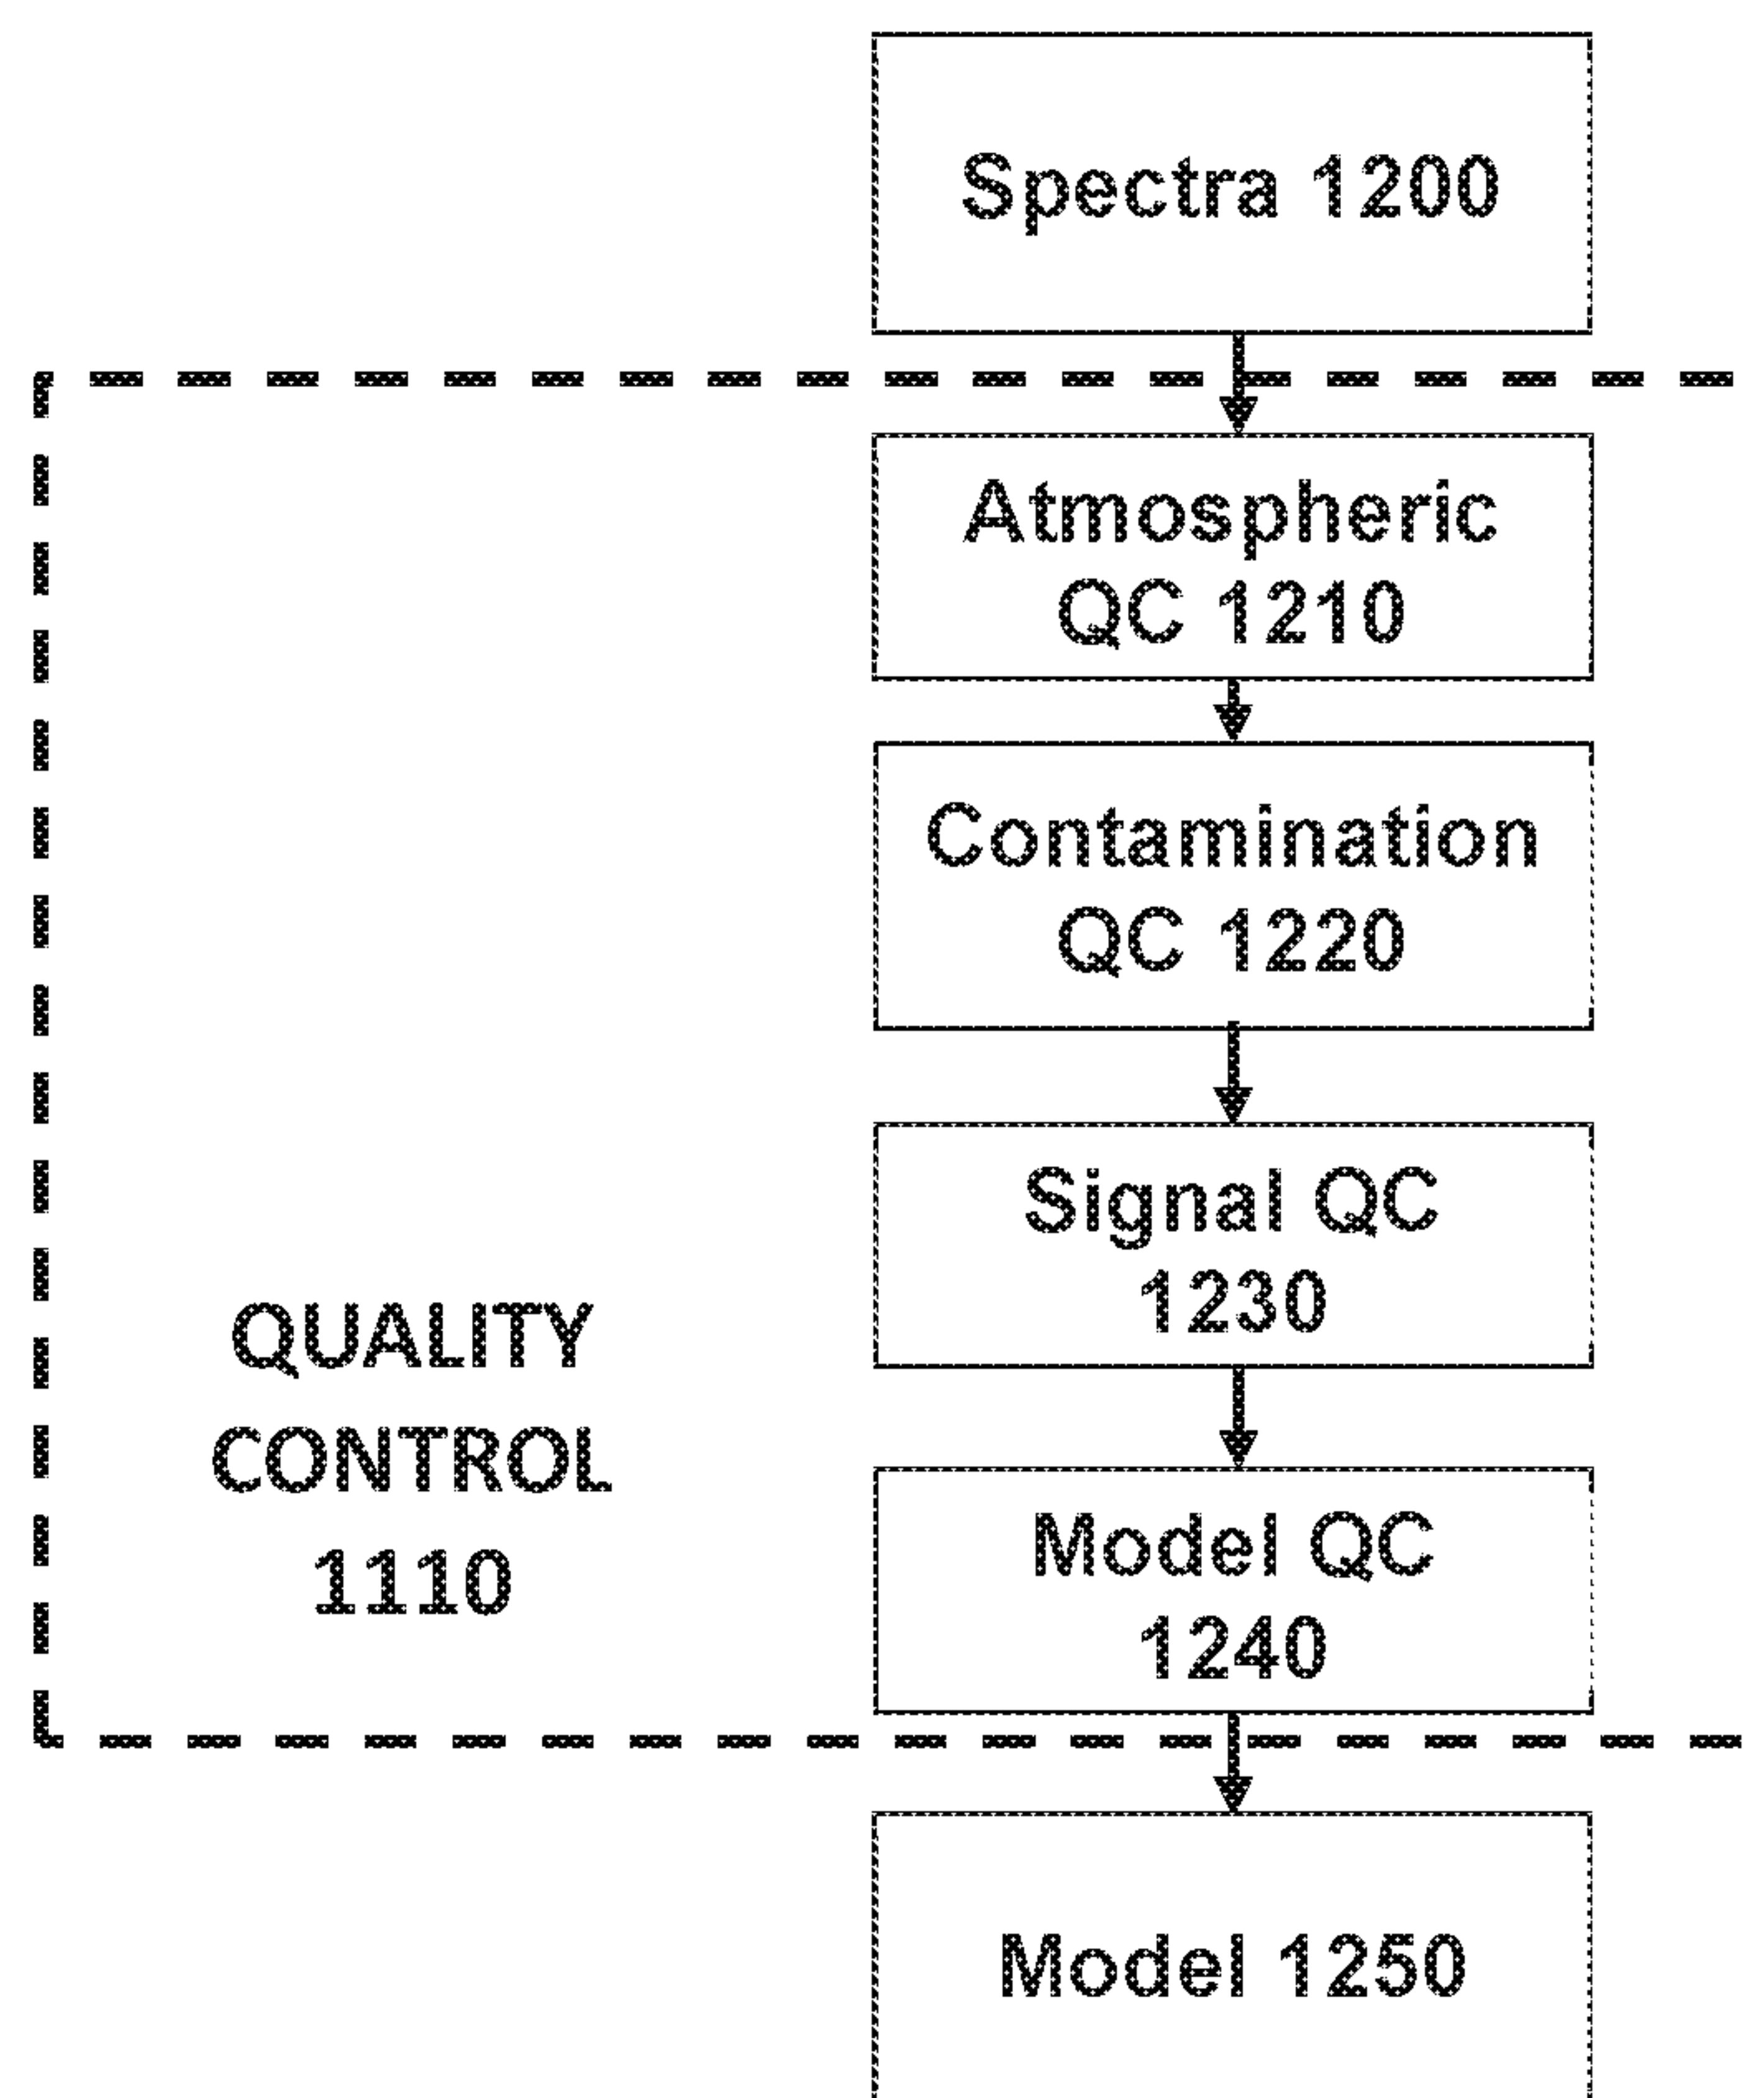 Spectra 1200
Atmospheric
QC 1210
Contamination
QC 1220
Signal QC
1230
QUALITY
CONTROL
1110
Model QC
1240
Model 1250